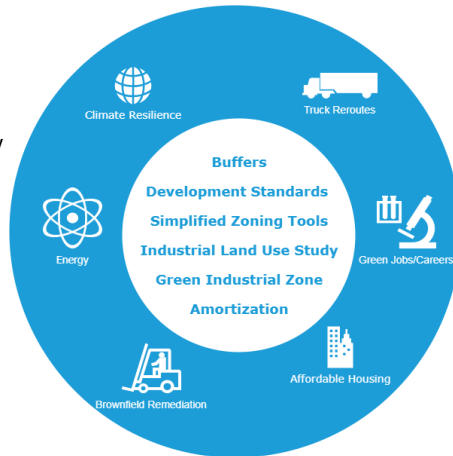 Climate Resilience
Truck Reroutes
Buffers
Development Standards
Simplified Zoning Tools
Industrial Land Use Study
Green Industrial Zone
Amortization
Energy
Green Jobs/Careers
Affordable Housing
Brownfield Remediation